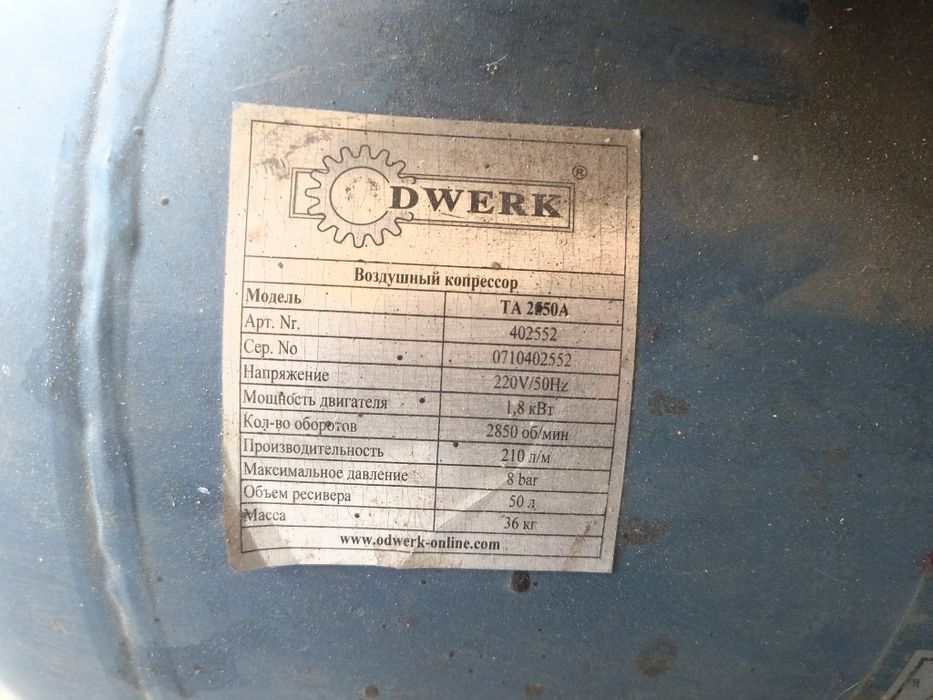 ODWERK ®
Воздушный копрессор
Модель TA 2550A
Арт. Nr. 402552
Сер. No 0710402552
Напряжение 220V/50Hz
Мощность двигателя 1,8 кВт
Кол-во оборотов 2850 об/мин
Производительность 210 л/м
Максимальное давление 8 bar
Объем ресивера 50 л
Масса 36 кг
www.odwerk-online.com